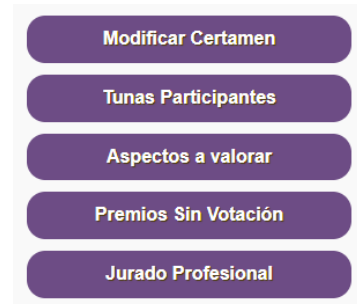 Modificar Certamen
Tunas Participantes
Aspectos a valorar
Premios Sin Votación
Jurado Profesional